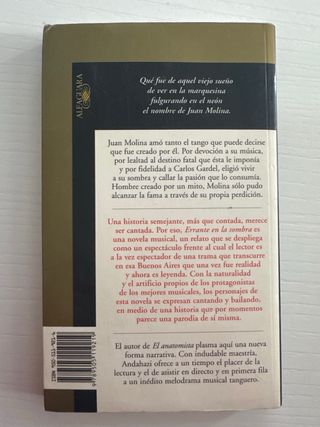 ALFAGUARA
Qué fue de aquel viejo sueño
de ver en la marquesina
fulgurando en el neón
el nombre de Juan Molina.
Juan Molina amó tanto el tango que puede decirse
que fue creado por él. Por devoción a su música,
por lealtad al destino fatal que ésta le imponía
y por fidelidad a Carlos Gardel, eligió vivir
a su sombra y callar la pasión que lo consumía.
Hombre creado por un mito, Molina sólo pudo
alcanzar la fama a través de su propia perdición.
Una historia semejante, más que contada, merece
ser cantada. Por eso, Errante en la sombra es
una novela musical, un relato que se despliega
como un espectáculo frente al cual el lector es
a la vez espectador de una trama que transcurre
en esa Buenos Aires que una vez fue realidad
y ahora es leyenda. Con la naturalidad
y el artificio propios de los protagonistas
de los mejores musicales, los personajes de
esta novela se expresan cantando y bailando,
en medio de una historia que por momentos
parece una parodia de sí misma.
El autor de El anatomista plasma aquí una nueva
forma narrativa. Con indudable maestría,
Andahazi ofrece a un tiempo el placer de la
lectura y el de asistir en directo y en primera fila
a un inédito melodrama musical tanguero.